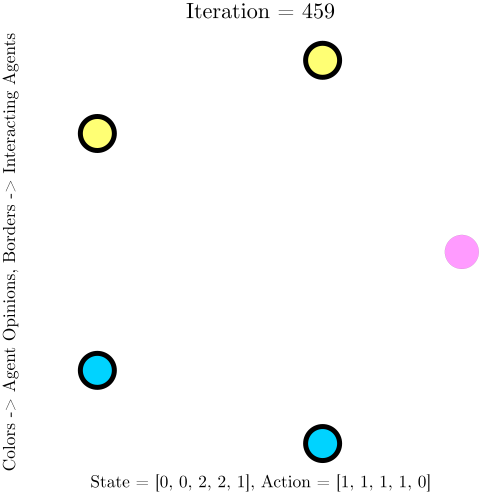 Iteration = 459
Colors -> Agent Opinions, Borders -> Interacting Agents
State = [0, 0, 2, 2, 1], Action = [1, 1, 1, 1, 0]